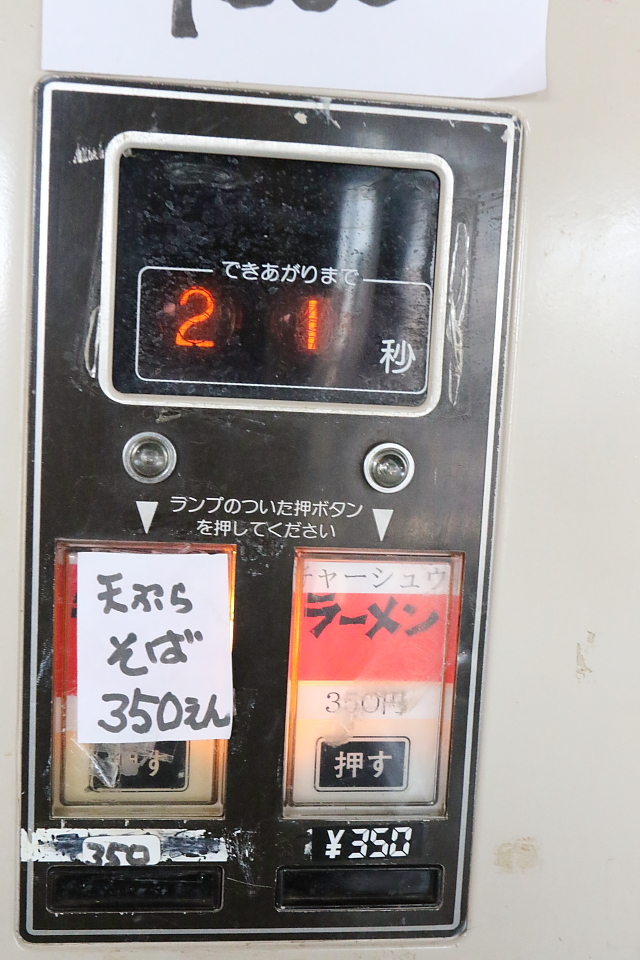 できあがりまで
21
秒
ランプのついた押ボタン
を押してください
天ぷら
そば
350えん
押す
チャーシュウ
ラーメン
350円
押す
350
¥350